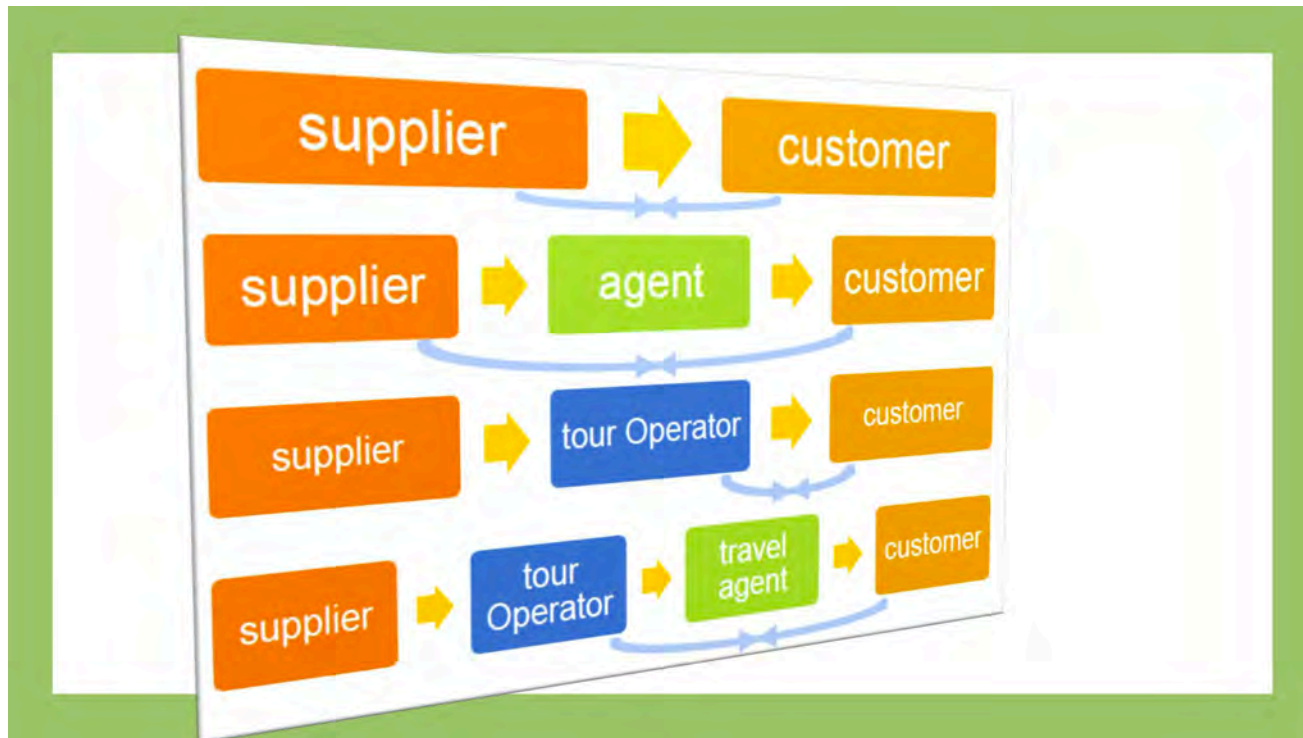 supplier
customer
supplier
agent
customer
supplier
tour Operator
customer
supplier
tour
Operator
travel
agent
customer